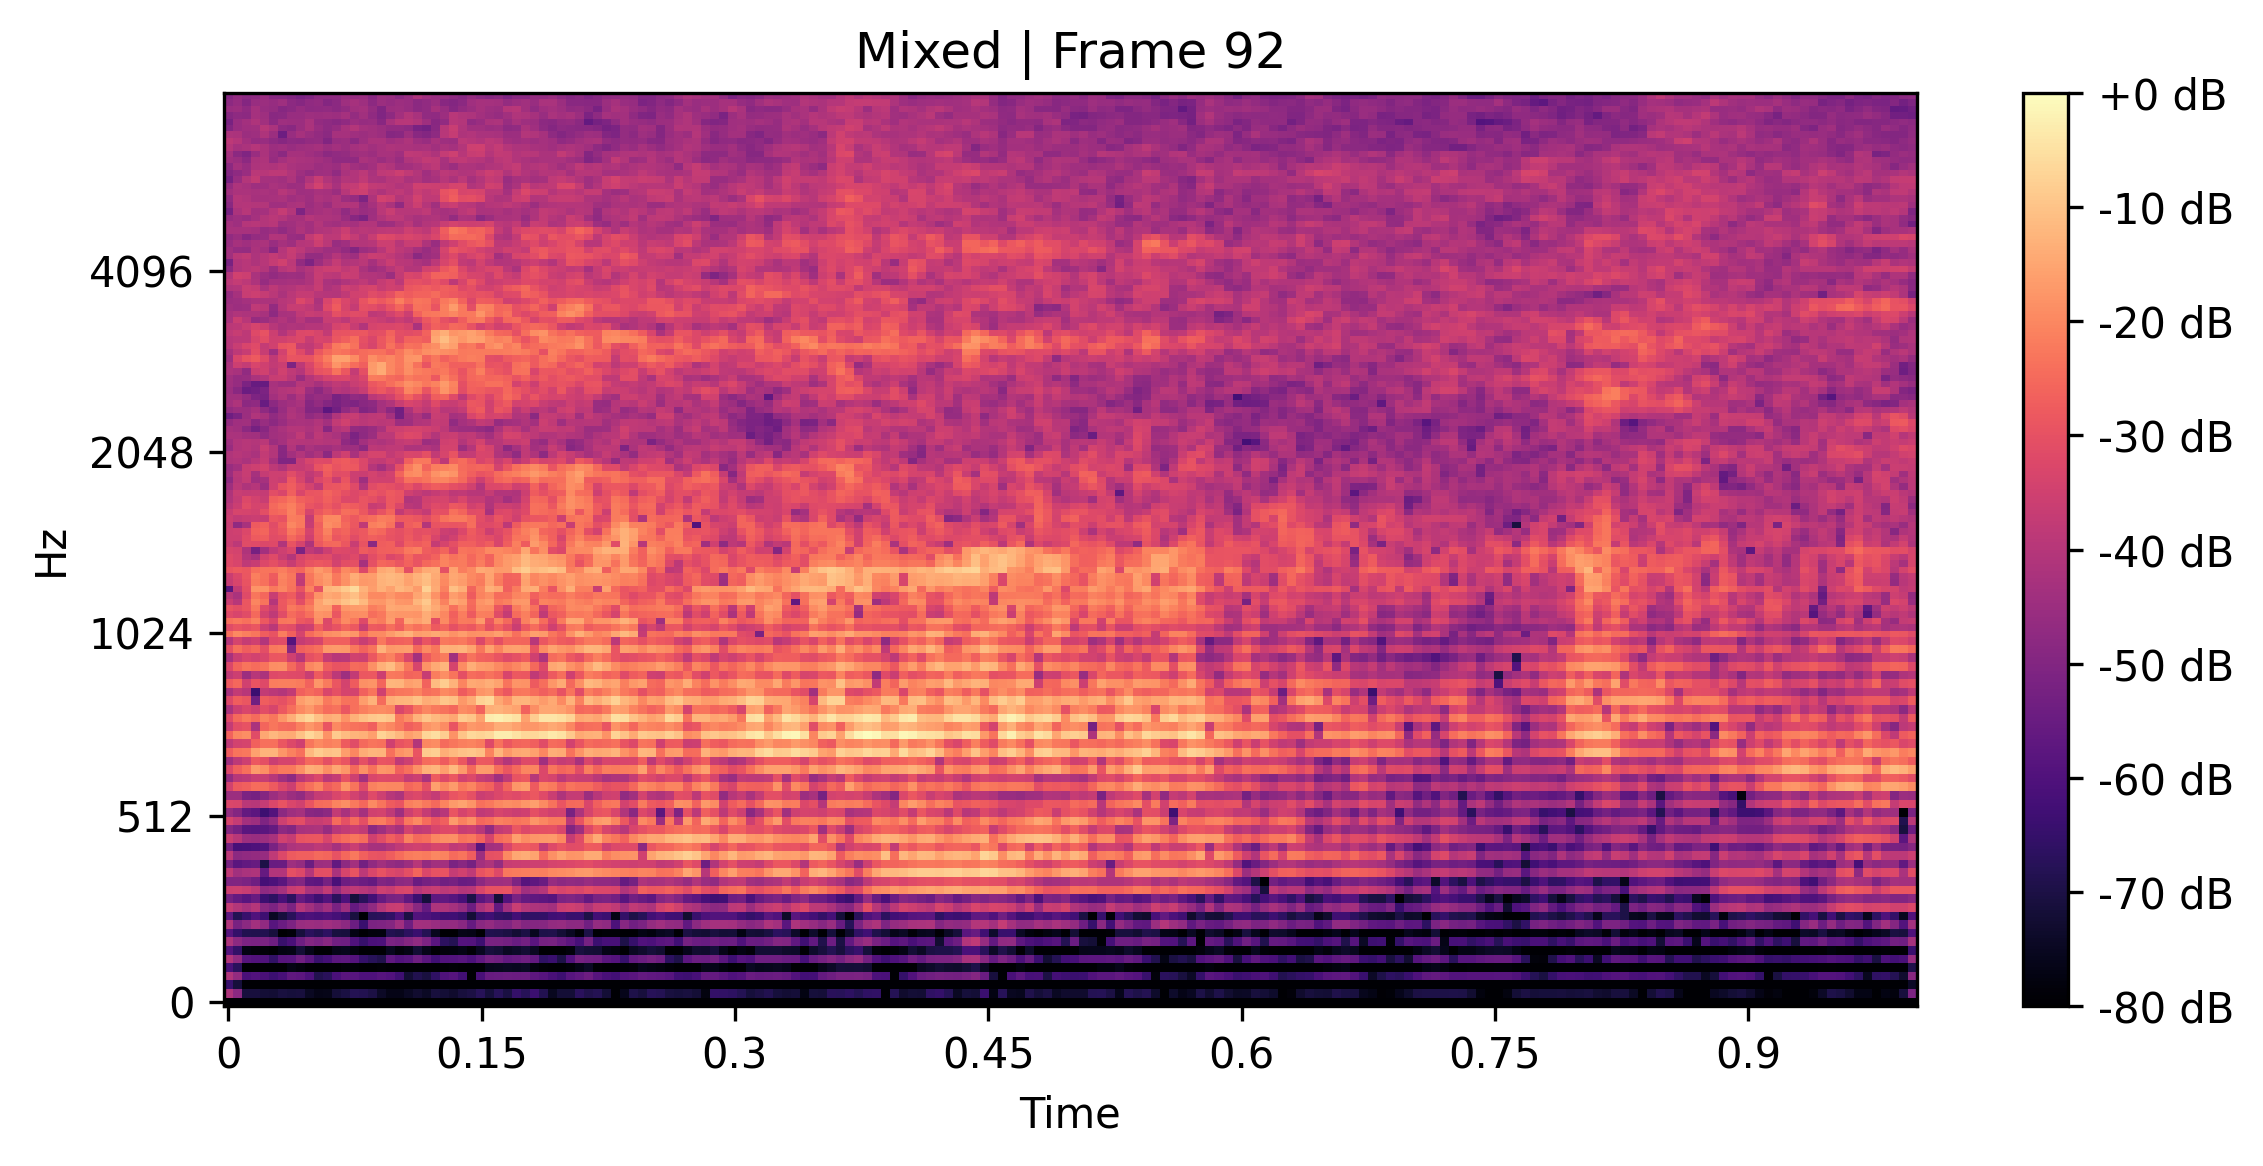 Mixed | Frame 92
Hz
4096
2048
1024
512
0
0 0.15 0.3 0.45 0.6 0.75 0.9
Time
+0 dB
-10 dB
-20 dB
-30 dB
-40 dB
-50 dB
-60 dB
-70 dB
-80 dB